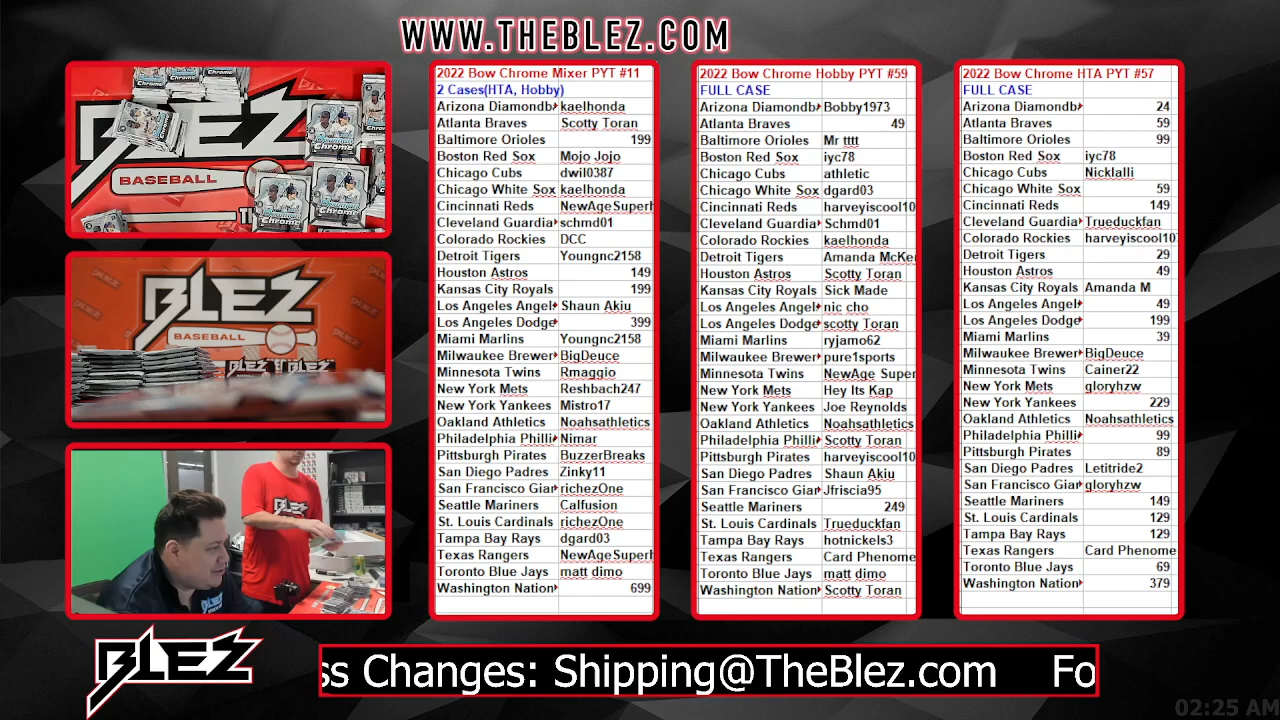 WWW.THEBLEZ.COM
BLEZ
BASEBALL
BLEZ
BASEBALL
BLEZ
BLEZ
2022 Bow Chrome Mixer PYT #11
2 Cases(HTA, Hobby)
Arizona Diamondb kaelhonda
Atlanta Braves Scotty Toran
Baltimore Orioles 199
Boston Red Sox Mojo Jojo
Chicago Cubs dwil0387
Chicago White Sox kaelhonda
Cincinnati Reds NewAgeSuperh
Cleveland Guardia schmd01
Colorado Rockies DCC
Detroit Tigers Youngnc2158
Houston Astros 149
Kansas City Royals 199
Los Angeles Angel Shaun Akiu
Los Angeles Dodge 399
Miami Marlins Youngnc2158
Milwaukee Brewer BigDeuce
Minnesota Twins Rmaggio
New York Mets Reshbach247
New York Yankees Mistro17
Oakland Athletics Noahsathletics
Philadelphia Philli Nimar
Pittsburgh Pirates BuzzerBreaks
San Diego Padres Zinky11
San Francisco Giar richezOne
Seattle Mariners Calfusion
St. Louis Cardinals richezOne
Tampa Bay Rays dgard03
Texas Rangers NewAgeSuperh
Toronto Blue Jays matt dimo
Washington Nation 699
2022 Bow Chrome Hobby PYT #59
FULL CASE
Arizona Diamondb Bobby1973
Atlanta Braves 49
Baltimore Orioles Mr tttt
Boston Red Sox iyc78
Chicago Cubs athletic
Chicago White Sox dgard03
Cincinnati Reds harveyiscool10
Cleveland Guardia Schmd01
Colorado Rockies kaelhonda
Detroit Tigers Amanda McKe
Houston Astros Scotty Toran
Kansas City Royals Sick Made
Los Angeles Angel nic cho
Los Angeles Dodge scotty Toran
Miami Marlins ryjamo62
Milwaukee Brewer pure1sports
Minnesota Twins NewAge Super
New York Mets Hey Its Kap
New York Yankees Joe Reynolds
Oakland Athletics Noahsathletics
Philadelphia Philli Scotty Toran
Pittsburgh Pirates harveyiscool10
San Diego Padres Shaun Akiu
San Francisco Giar Jfriscia95
Seattle Mariners 249
St. Louis Cardinals Trueduckfan
Tampa Bay Rays hotnickels3
Texas Rangers Card Phenome
Toronto Blue Jays matt dimo
Washington Nation Scotty Toran
2022 Bow Chrome HTA PYT #57
FULL CASE
Arizona Diamondb 24
Atlanta Braves 59
Baltimore Orioles 99
Boston Red Sox iyc78
Chicago Cubs Nicklalli
Chicago White Sox 59
Cincinnati Reds 149
Cleveland Guardia Trueduckfan
Colorado Rockies harveyiscool10
Detroit Tigers 29
Houston Astros 49
Kansas City Royals Amanda M
Los Angeles Angel 49
Los Angeles Dodge 199
Miami Marlins 39
Milwaukee Brewer BigDeuce
Minnesota Twins Cainer22
New York Mets gloryhzw
New York Yankees 229
Oakland Athletics Noahsathletics
Philadelphia Philli 99
Pittsburgh Pirates 89
San Diego Padres Letitride2
San Francisco Giar gloryhzw
Seattle Mariners 149
St. Louis Cardinals 129
Tampa Bay Rays 129
Texas Rangers Card Phenome
Toronto Blue Jays 69
Washington Nation 379
BLEZ
ss Changes: Shipping@TheBlez.com Fo
02:25 AM